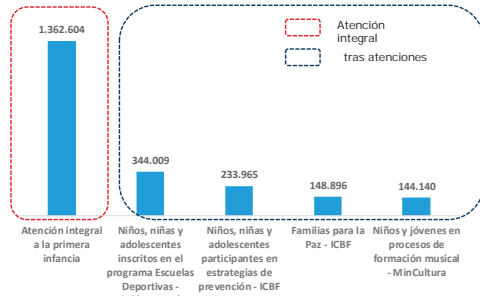 1.362.604
Atención
integral
tras atenciones
344.009
233.965
148.896
144.140
Atención integral
a la primera
infancia
Niños, niñas y
adolescentes
inscritos en el
programa Escuelas
Deportivas -
Niños, niñas y
adolescentes
participantes en
estrategias de
prevención - ICBF
Familias para la
Paz - ICBF
Niños y jóvenes en
procesos de
formación musical
- MinCultura